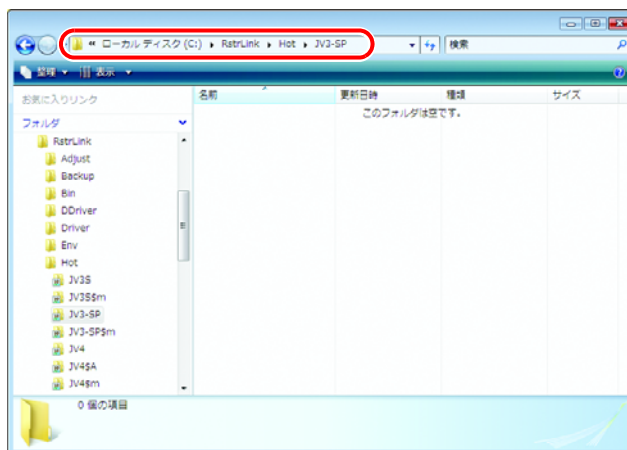 « ローカル ディスク (C:) ▸ RstrLink ▸ Hot ▸ JV3-SP
検索
整理 表示
お気に入りリンク
名前 更新日時 種類 サイズ
このフォルダは空です。
フォルダ
RstrLink
Adjust
Backup
Bin
DDriver
Driver
Env
Hot
JV3S
JV3S$m
JV3-SP
JV3-SP$m
JV4
JV4$A
JV4$m
0 個の項目